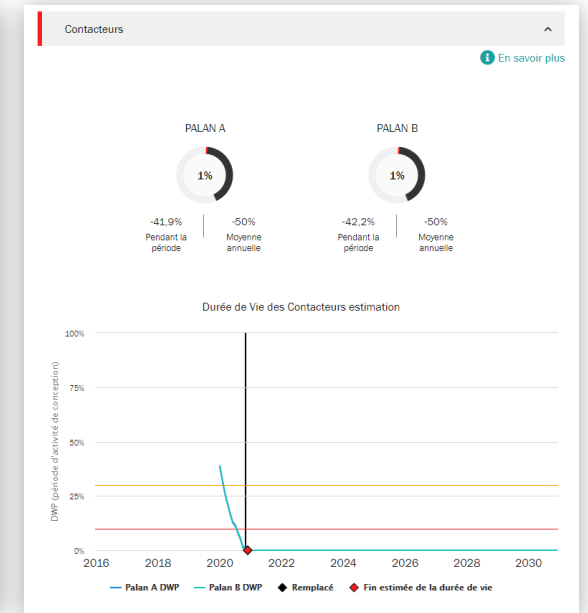 Contacteurs
i En savoir plus
PALAN A PALAN B
1% 1%
-41,9% -50% -42,2% -50%
Pendant la Moyenne Pendant la Moyenne
période annuelle période annuelle
Durée de Vie des Contacteurs estimation
DWP (période d'activité de conception)
100%
75%
50%
25%
0%
2016 2018 2020 2022 2024 2026 2028 2030
Palan A DWP Palan B DWP Remplacé Fin estimée de la durée de vie